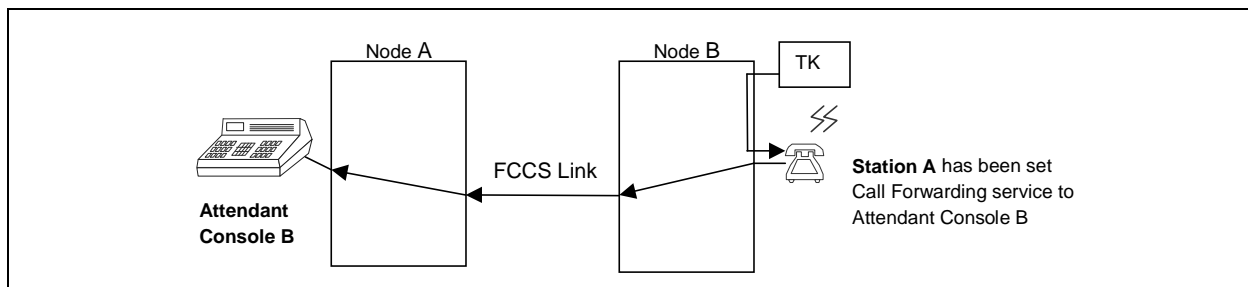 Node A
Node B
TK
FCCS Link
Attendant
Console B
Station A has been set
Call Forwarding service to
Attendant Console B